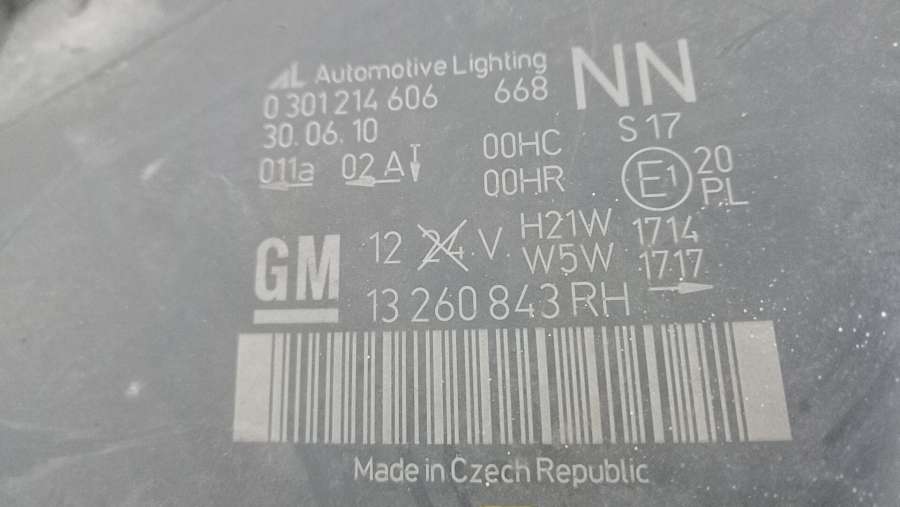 AL Automotive Lighting
0 301 214 606 668 NN
30.06.10 S 17
011a 02 A 00HC
00HR E1 20 PL
GM 12 24 V H21W 1714
W5W 1717
13 260 843 RH
Made in Czech Republic